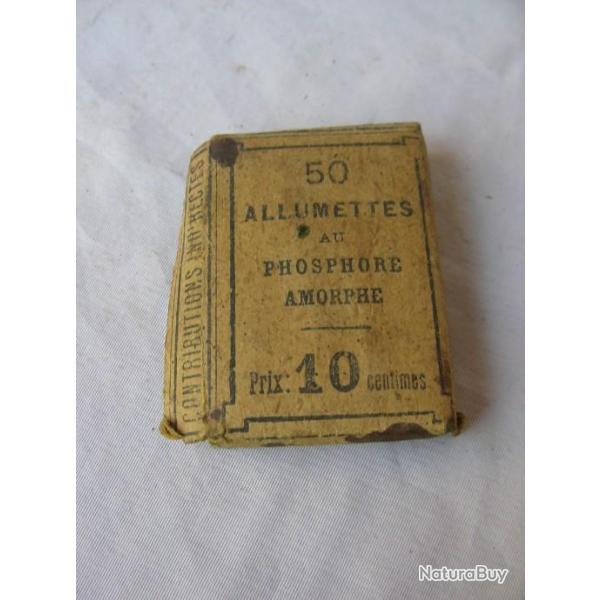 50
ALLUMETTES
AU
PHOSPHORE
AMORPHE
Prix: 10 centimes
CONTRIBUTIONS INDIRECTES
NaturaBuy